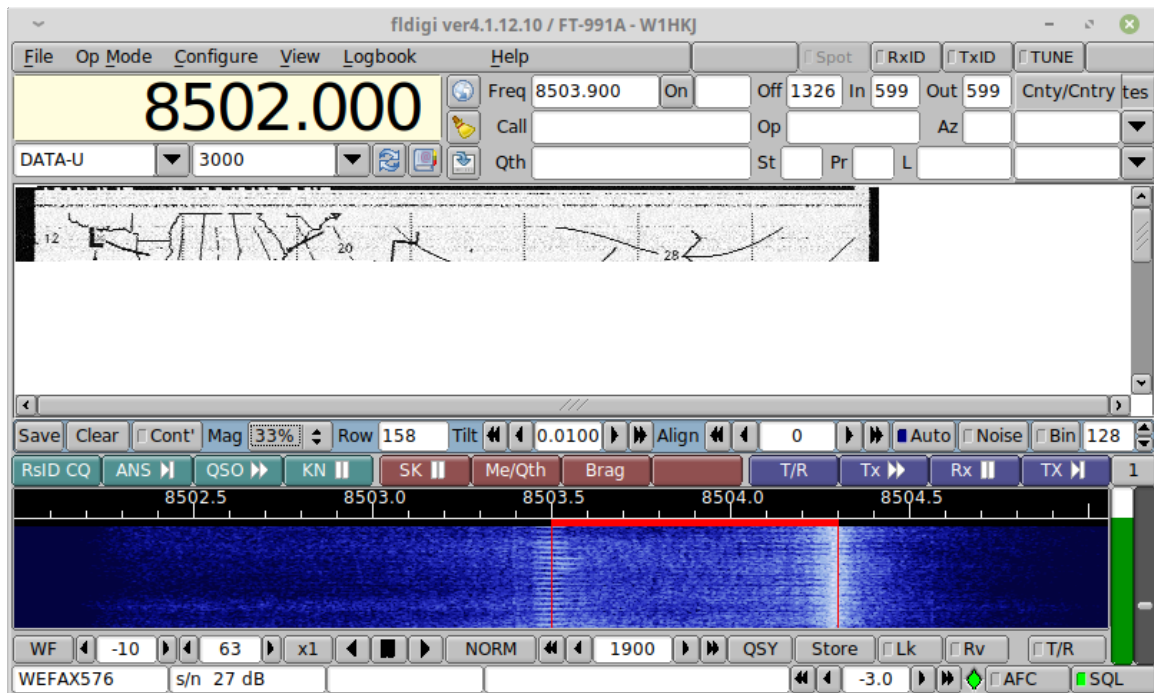 fldigi ver4.1.12.10 / FT-991A - W1HKJ
File Op Mode Configure View Logbook Help Spot RxID TxID TUNE
8502.000 Freq 8503.900 On Off 1326 In 599 Out 599 Cnty/Cntry tes
Call Op Az
DATA-U 3000 Qth St Pr L
12 20 28
Save Clear Cont' Mag 33% Row 158 Tilt 0.0100 Align 0 Auto Noise Bin 128
RsID CQ ANS QSO KN SK Me/Qth Brag T/R Tx Rx TX 1
8502.5 8503.0 8503.5 8504.0 8504.5
WF -10 63 x1 NORM 1900 QSY Store Lk Rv T/R
WEFAX576 s/n 27 dB -3.0 AFC SQL